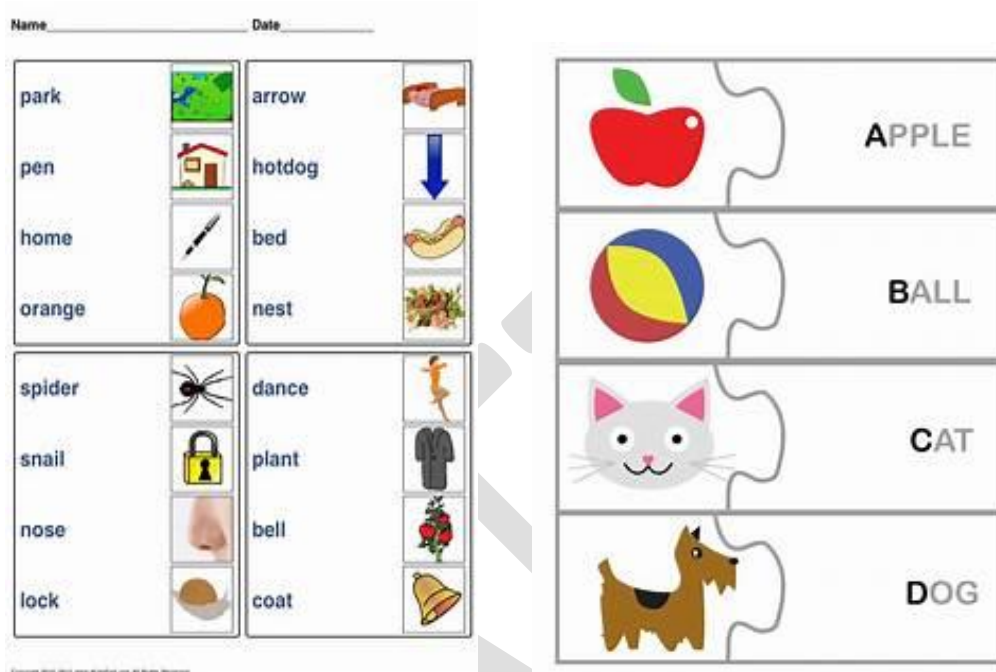 Name Date
park arrow
pen hotdog
home bed
orange nest
spider dance
snail plant
nose bell
lock coat
APPLE
BALL
CAT
DOG